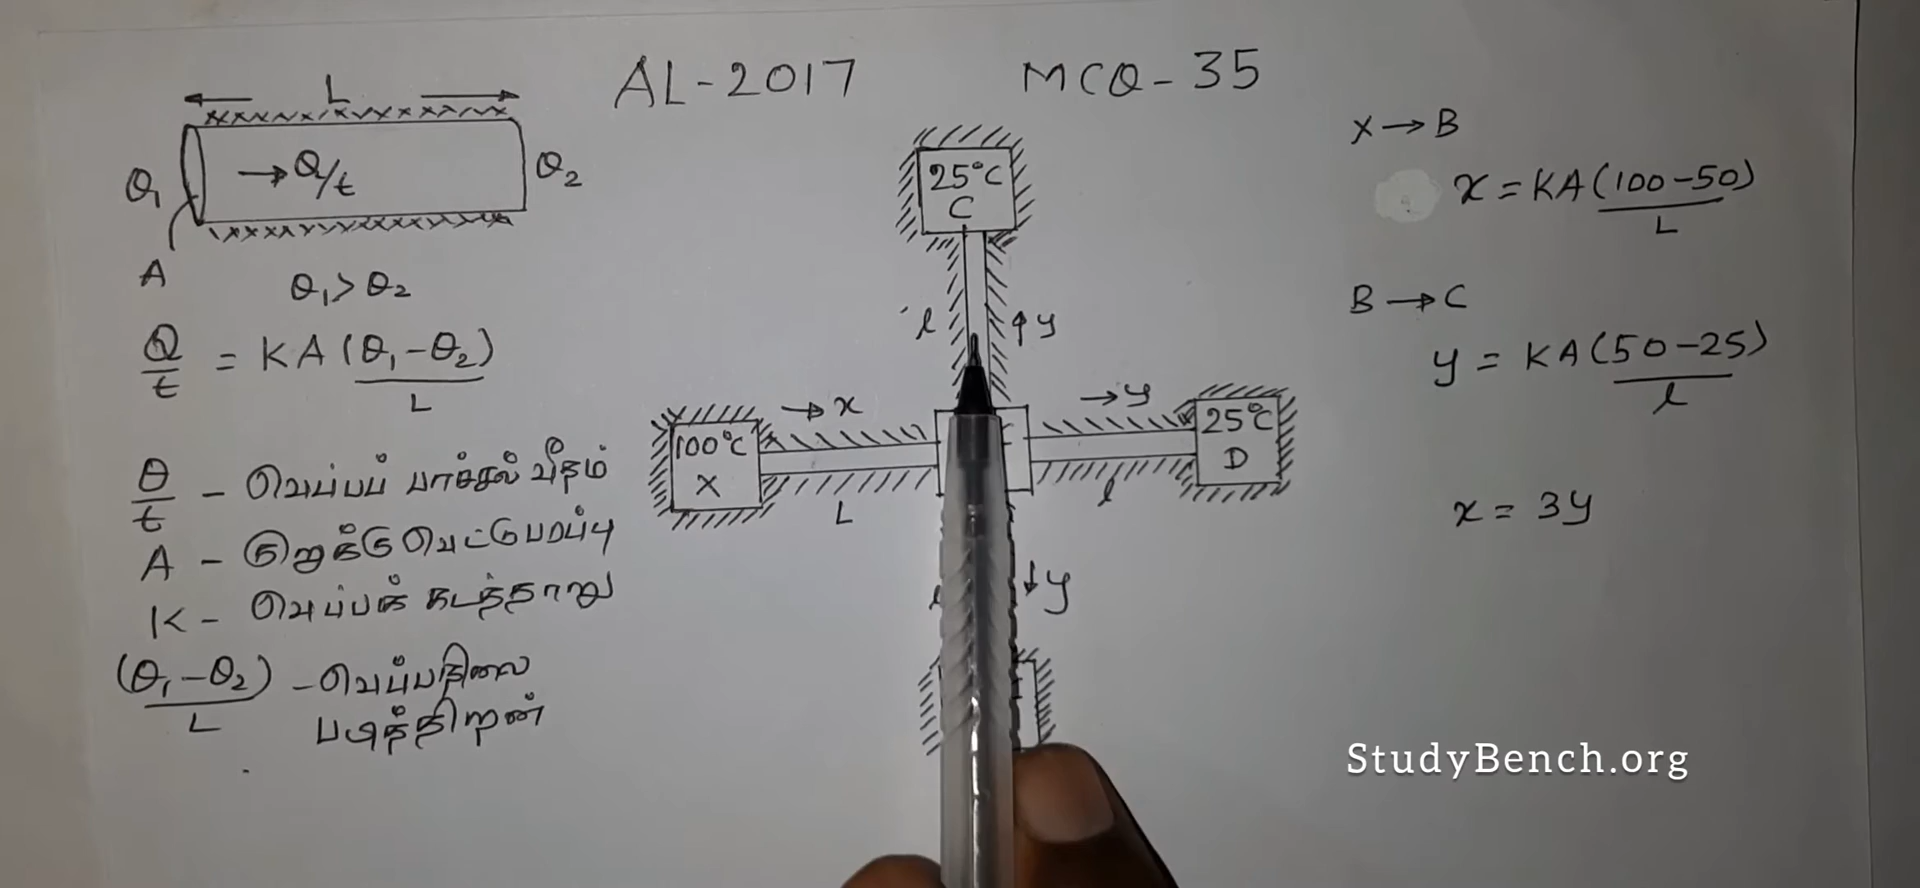 AL-2017 MCQ-35
L
θ₁ → Q/t θ₂
A
θ₁ > θ₂
Q/t = KA(θ₁-θ₂)/L
θ/t - வெப்பப் பாச்சல் வீதம்
A - குறுக்கு வெட்டு பரப்பு
K - வெப்பக் கடத்தாறு
(θ₁-θ₂)/L - வெப்பநிலை
படித்திறன்
25°C
C
l ↑ y
→ x → y
100°C
X
25°C
D
L l
↓ y
X → B
x = KA(100-50)/L
B → C
y = KA(50-25)/l
x = 3y
StudyBench.org